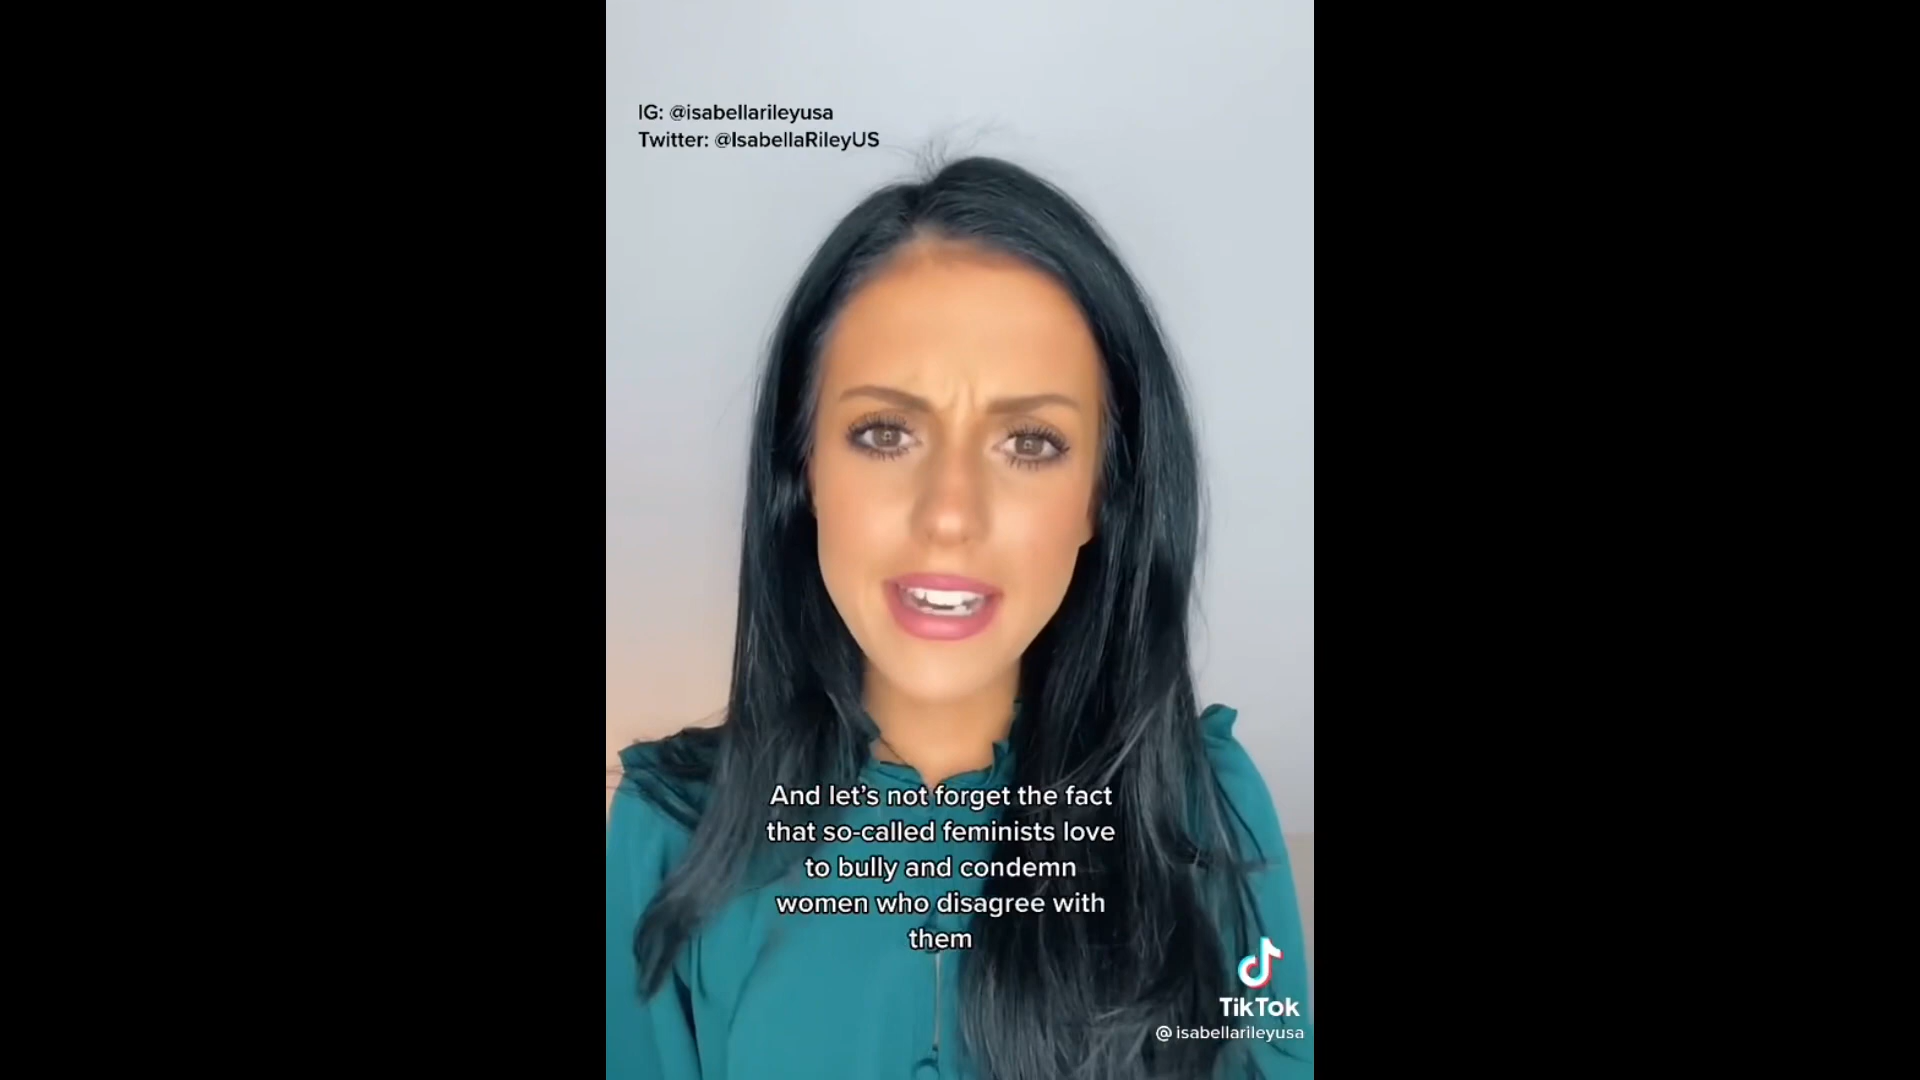 IG: @isabellarileyusa
Twitter: @IsabellaRileyUS
And let's not forget the fact
that so-called feminists love
to bully and condemn
women who disagree with
them
TikTok
@isabellarileyusa